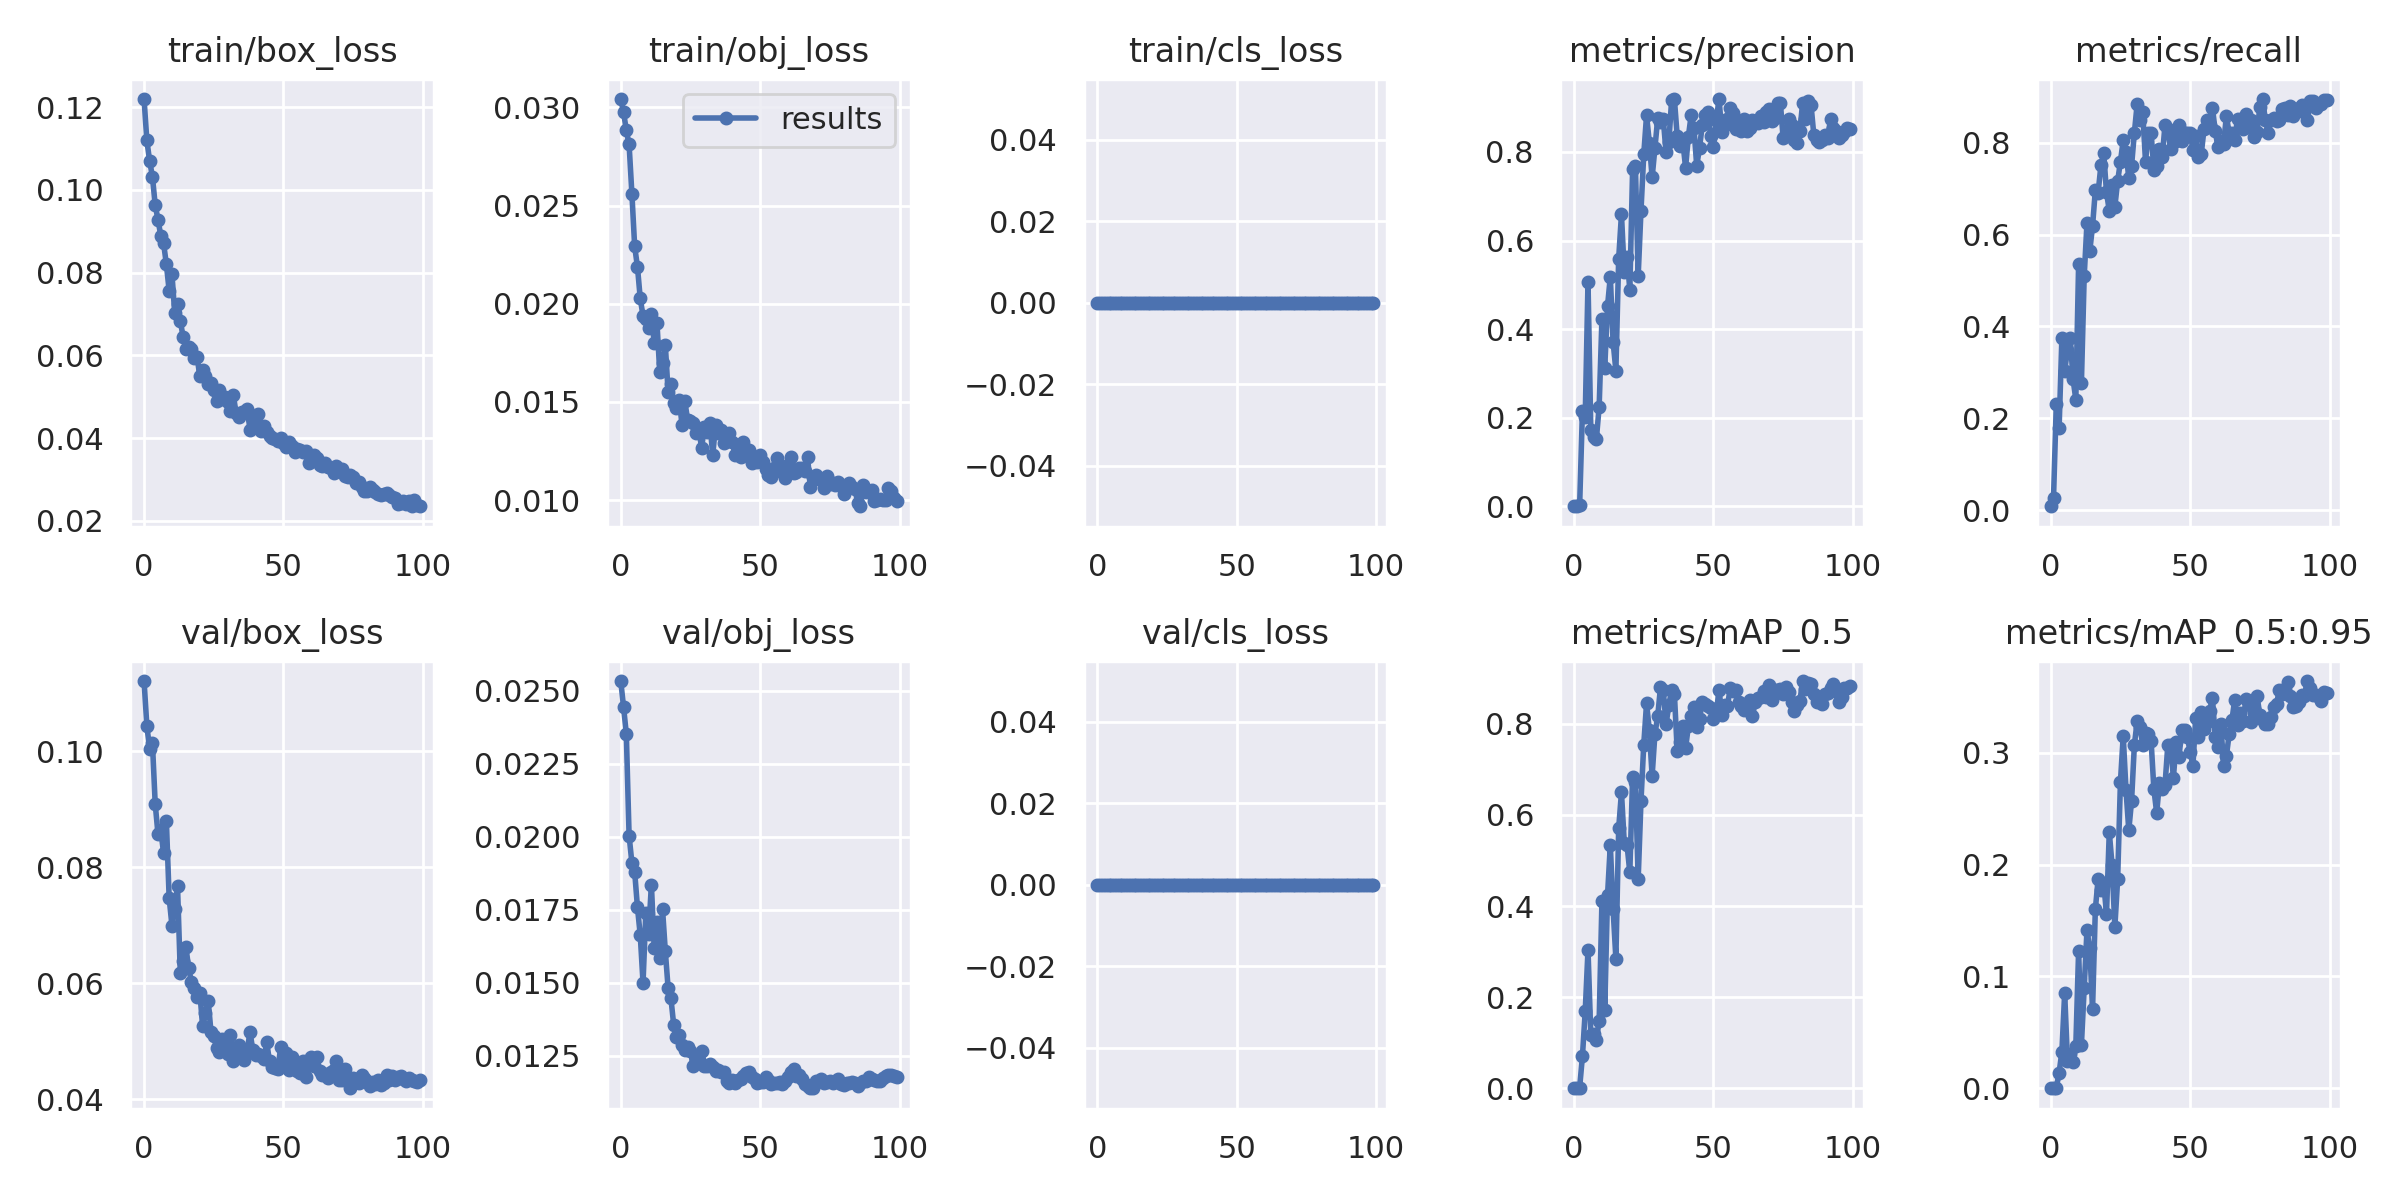 train/box_loss
0.12
0.10
0.08
0.06
0.04
0.02
0 50 100
train/obj_loss
results
0.030
0.025
0.020
0.015
0.010
0 50 100
train/cls_loss
0.04
0.02
0.00
−0.02
−0.04
0 50 100
metrics/precision
0.8
0.6
0.4
0.2
0.0
0 50 100
metrics/recall
0.8
0.6
0.4
0.2
0.0
0 50 100
val/box_loss
0.10
0.08
0.06
0.04
0 50 100
val/obj_loss
0.0250
0.0225
0.0200
0.0175
0.0150
0.0125
0 50 100
val/cls_loss
0.04
0.02
0.00
−0.02
−0.04
0 50 100
metrics/mAP_0.5
0.8
0.6
0.4
0.2
0.0
0 50 100
metrics/mAP_0.5:0.95
0.3
0.2
0.1
0.0
0 50 100